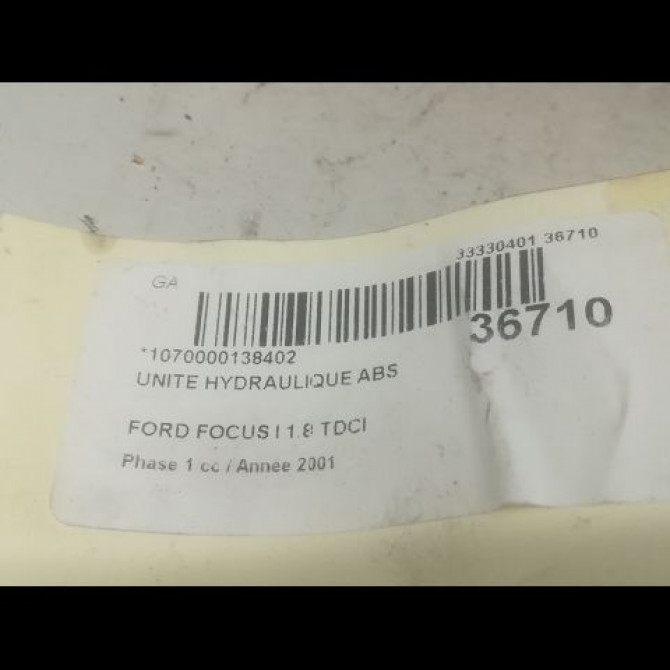 GA
33330401 36710
36710
*1070000138402
UNITE HYDRAULIQUE ABS
FORD FOCUS I 1.8 TDCI
Phase 1 cc / Annee 2001